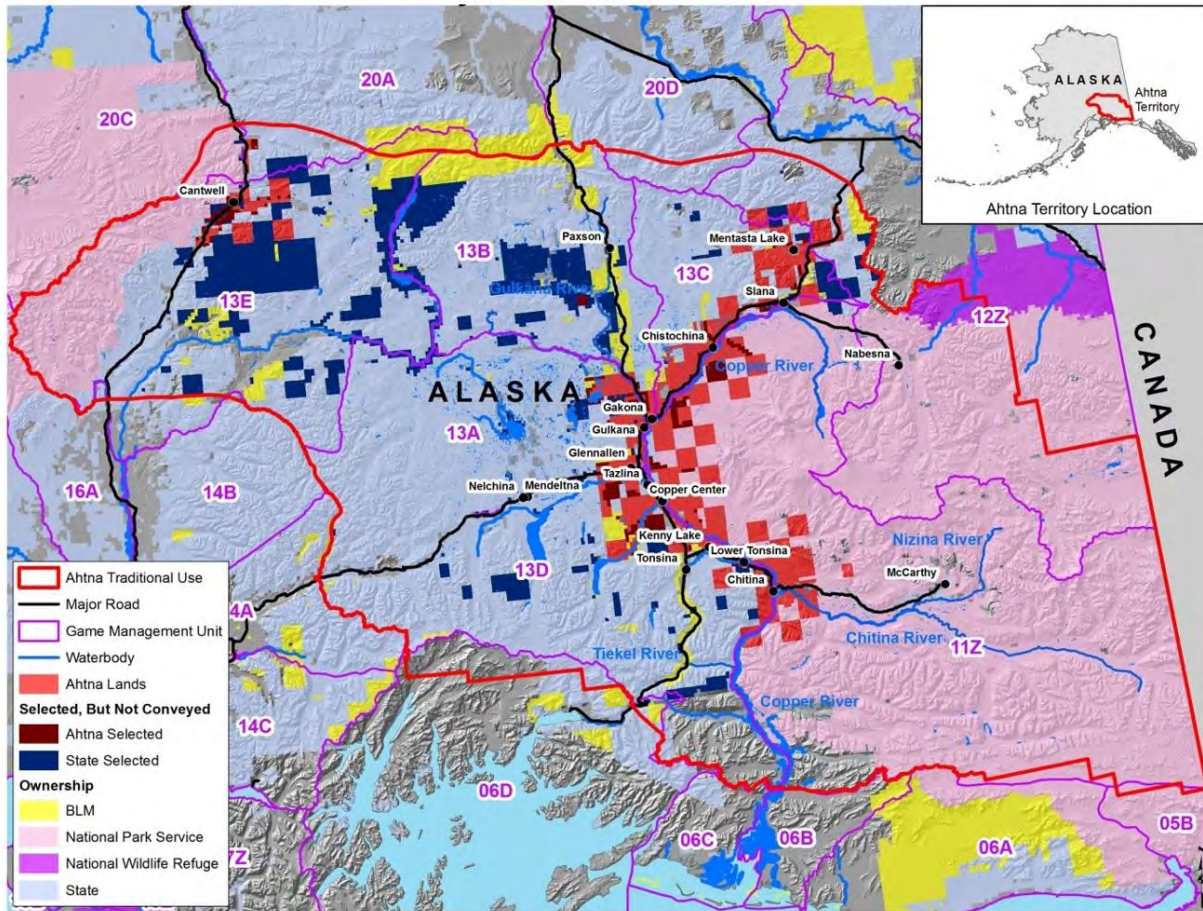 20A
20D
20C
ALASKA
Ahtna
Territory
Ahtna Territory Location
Cantwell
Paxson
Mentasta Lake
13B
13C
Gulkana River
Slana
13E
12Z
Chistochina
Nabesna
Copper River
CANADA
ALASKA
Gakona
13A
Gulkana
Glennallen
Tazlina
16A
14B
Nelchina
Mendeltna
Copper Center
Kenny Lake
Lower Tonsina
Nizina River
Tonsina
McCarthy
13D
Chitina
Chitina River
4A
Tiekel River
11Z
Copper River
14C
06D
06C
06B
06A
05B
7Z
Ahtna Traditional Use
Major Road
Game Management Unit
Waterbody
Ahtna Lands
Selected, But Not Conveyed
Ahtna Selected
State Selected
Ownership
BLM
National Park Service
National Wildlife Refuge
State